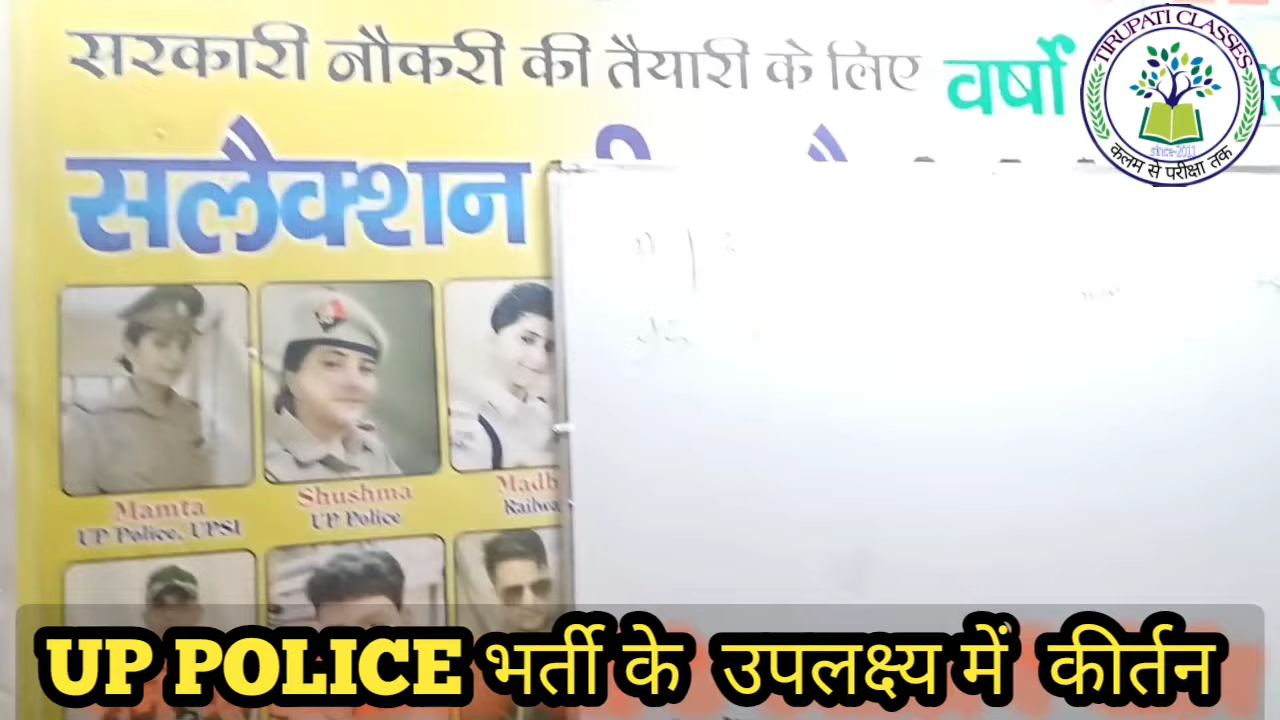 सरकारी नौकरी की तैयारी के लिए वर्षों
TIRUPATI CLASSES
since-2011
कलम से परीक्षा तक
सलैक्शन
Mamta
UP Police, UPSI
Shushma
UP Police
UP POLICE भर्ती के उपलक्ष्य में कीर्तन